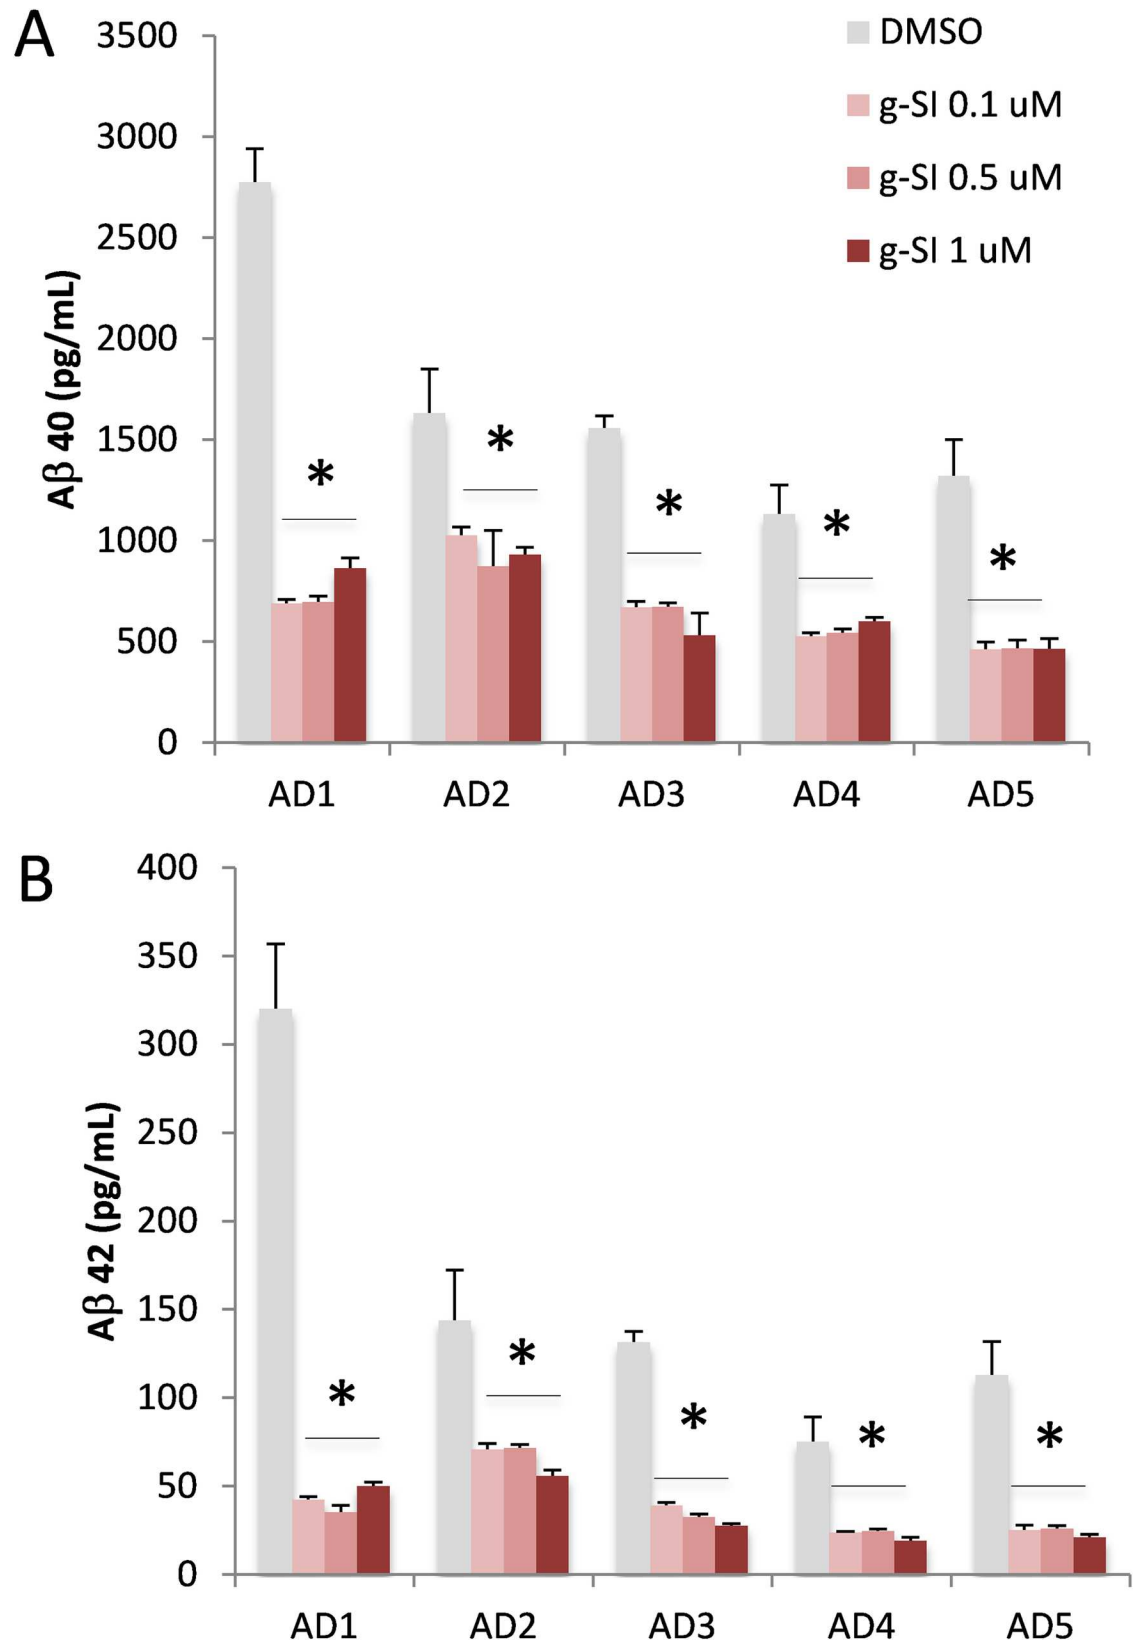 A
3500
3000
2500
2000
1500
1000
500
0
Aβ 40 (pg/mL)
DMSO
g-SI 0.1 uM
g-SI 0.5 uM
g-SI 1 uM
*
*
*
*
*
AD1 AD2 AD3 AD4 AD5
B
400
350
300
250
200
150
100
50
0
Aβ 42 (pg/mL)
*
*
*
*
*
AD1 AD2 AD3 AD4 AD5